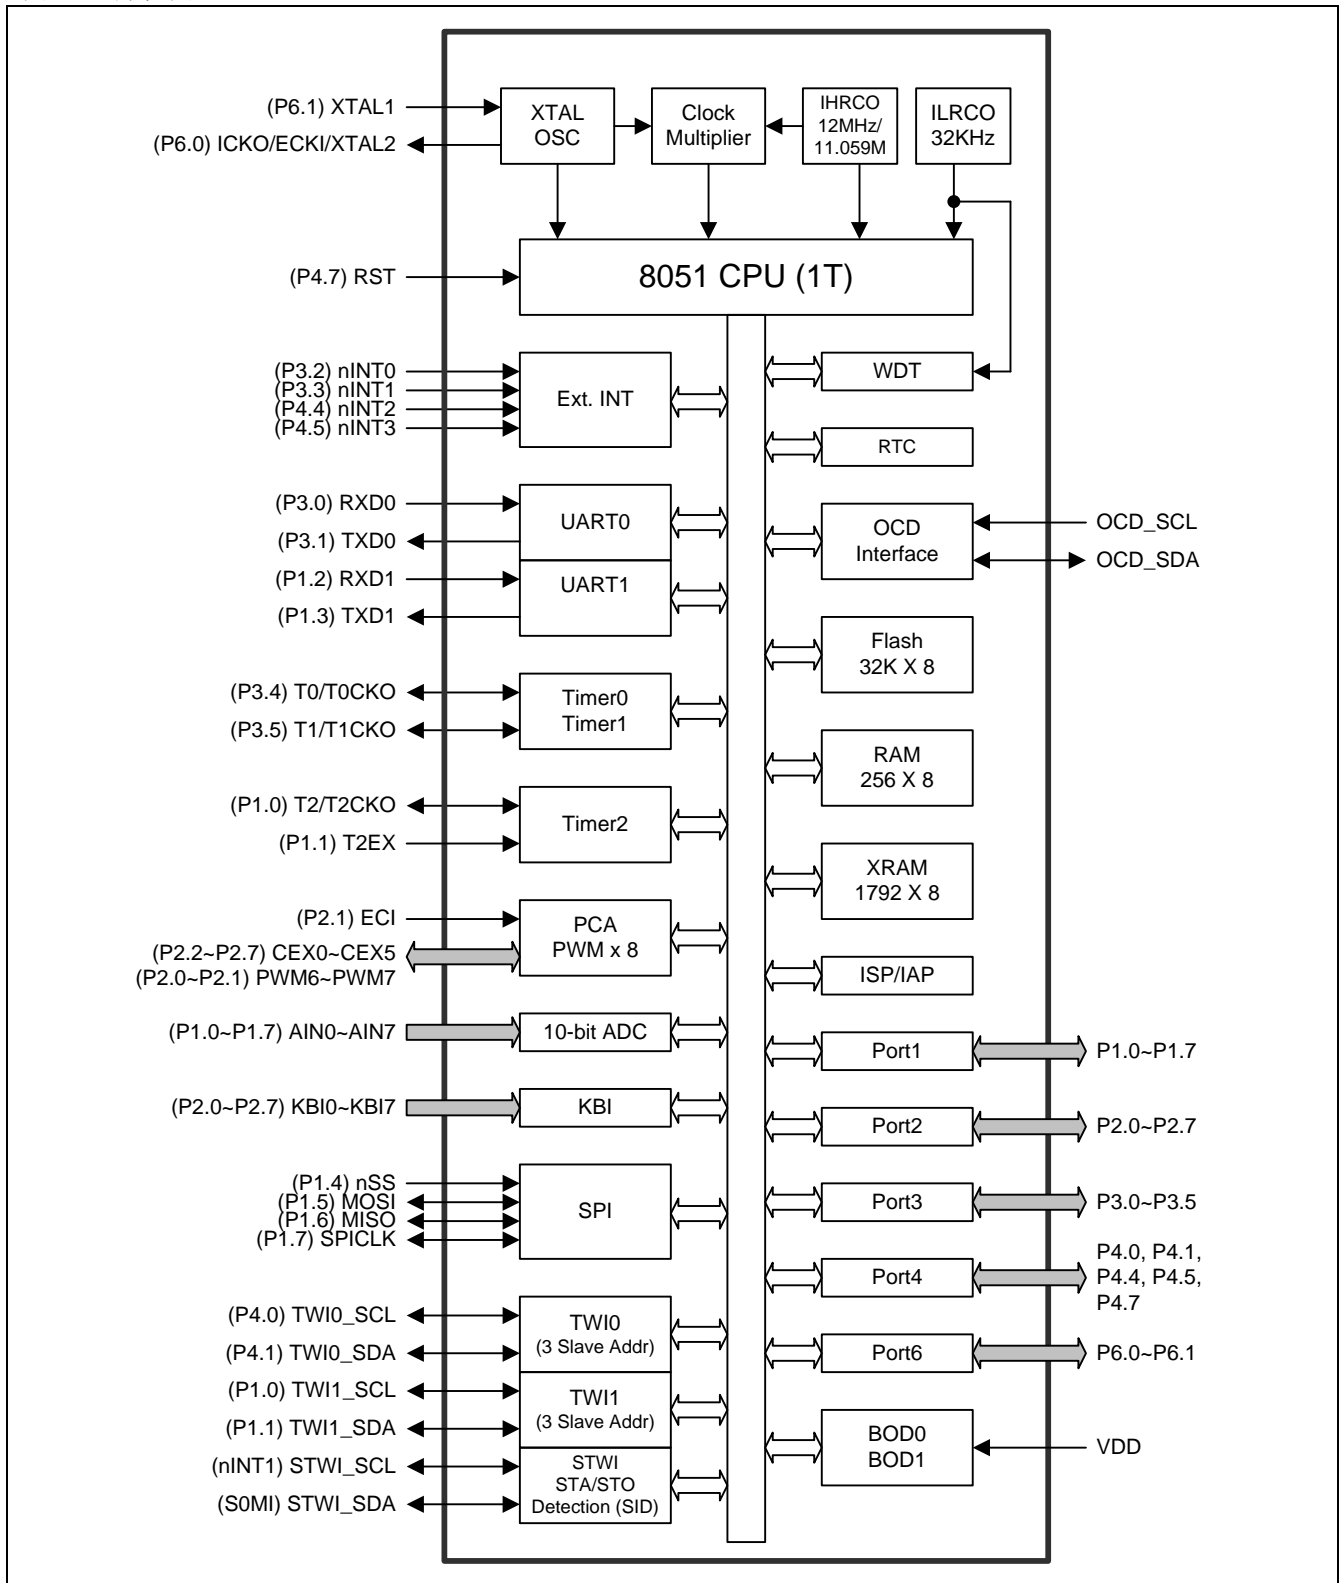 (P6.1) XTAL1
(P6.0) ICKO/ECKI/XTAL2
XTAL
OSC
Clock
Multiplier
IHRCO
12MHz/
11.059M
ILRCO
32KHz
(P4.7) RST
8051 CPU (1T)
(P3.2) nINT0
(P3.3) nINT1
(P4.4) nINT2
(P4.5) nINT3
Ext. INT
WDT
RTC
(P3.0) RXD0
(P3.1) TXD0
UART0
(P1.2) RXD1
(P1.3) TXD1
UART1
OCD
Interface
OCD_SCL
OCD_SDA
Flash
32K X 8
(P3.4) T0/T0CKO
(P3.5) T1/T1CKO
Timer0
Timer1
RAM
256 X 8
(P1.0) T2/T2CKO
(P1.1) T2EX
Timer2
XRAM
1792 X 8
(P2.1) ECI
(P2.2~P2.7) CEX0~CEX5
(P2.0~P2.1) PWM6~PWM7
PCA
PWM x 8
ISP/IAP
(P1.0~P1.7) AIN0~AIN7
10-bit ADC
Port1
P1.0~P1.7
(P2.0~P2.7) KBI0~KBI7
KBI
Port2
P2.0~P2.7
(P1.4) nSS
(P1.5) MOSI
(P1.6) MISO
(P1.7) SPICLK
SPI
Port3
P3.0~P3.5
Port4
P4.0, P4.1,
P4.4, P4.5,
P4.7
(P4.0) TWI0_SCL
(P4.1) TWI0_SDA
TWI0
(3 Slave Addr)
Port6
P6.0~P6.1
(P1.0) TWI1_SCL
(P1.1) TWI1_SDA
TWI1
(3 Slave Addr)
BOD0
BOD1
VDD
(nINT1) STWI_SCL
(S0MI) STWI_SDA
STWI
STA/STO
Detection (SID)